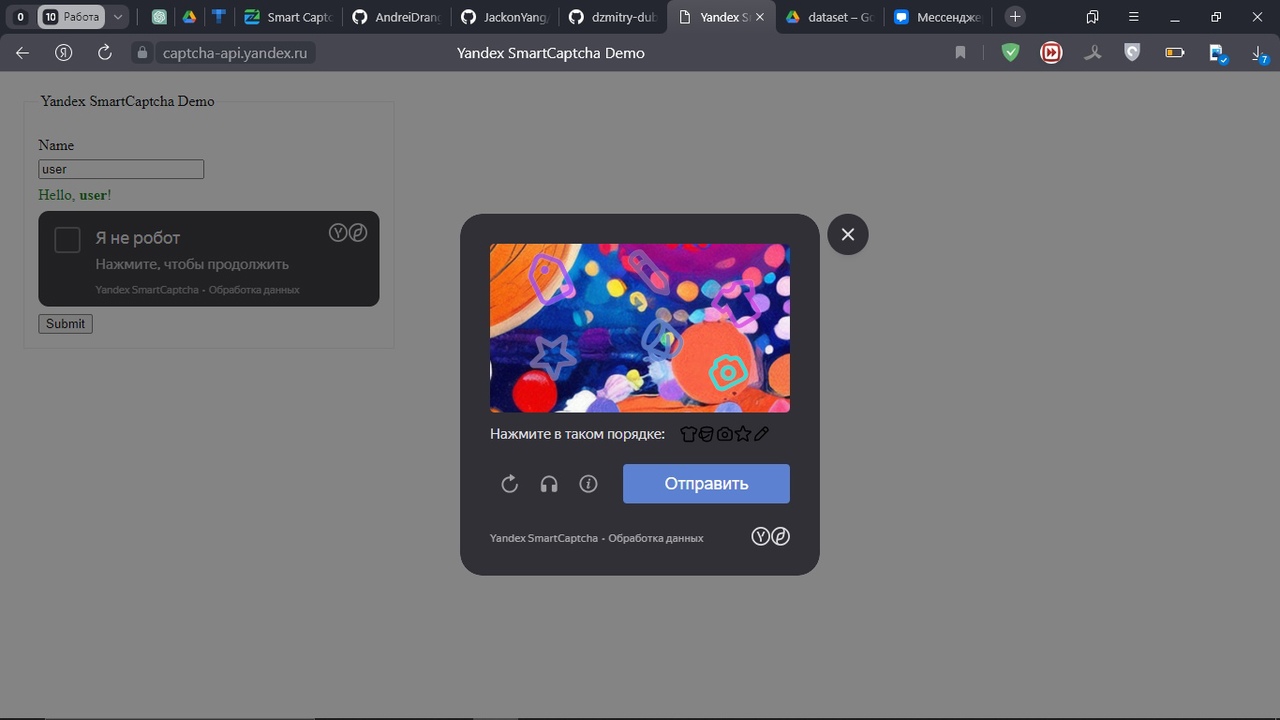 0
10 Работа
Smart Captc
AndreiDrang
JackonYang/
dzmitry-dub
Yandex S
dataset – Go
Мессендже
captcha-api.yandex.ru
Yandex SmartCaptcha Demo
7
Yandex SmartCaptcha Demo
Name
user
Hello, user!
Я не робот
Нажмите, чтобы продолжить
Yandex SmartCaptcha • Обработка данных
Submit
Нажмите в таком порядке:
Отправить
Yandex SmartCaptcha • Обработка данных